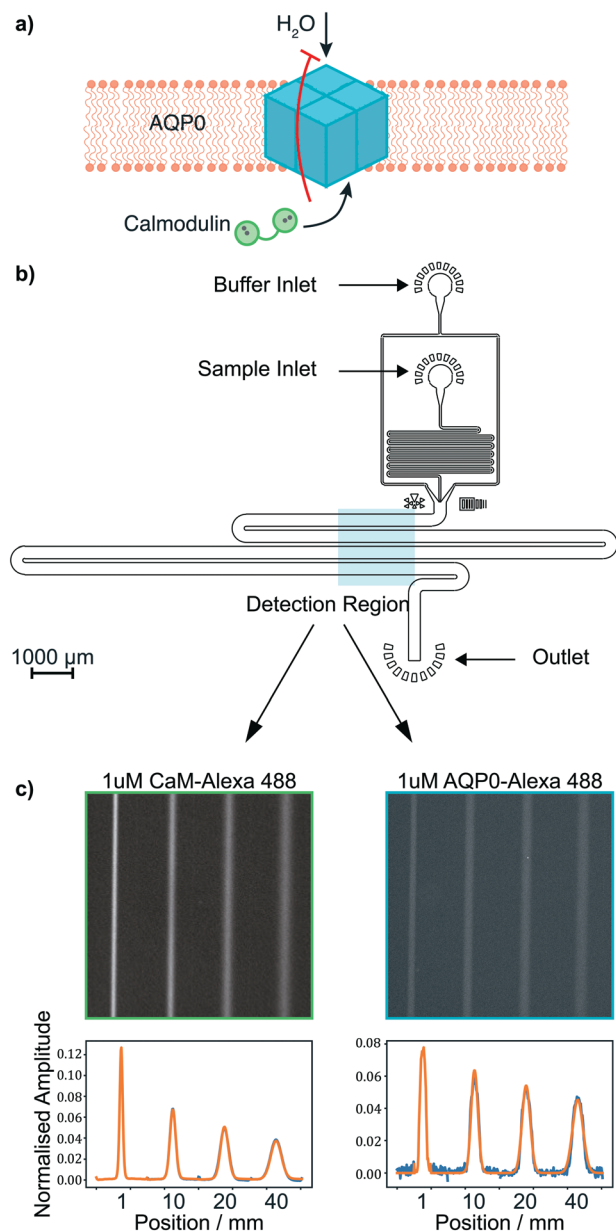 a)
H₂O
AQP0
Calmodulin
b)
Buffer Inlet
Sample Inlet
Detection Region
1000 µm
Outlet
c)
1uM CaM-Alexa 488
1uM AQP0-Alexa 488
Normalised Amplitude
0.12
0.10
0.08
0.06
0.04
0.02
0.00
1 10 20 40
Position / mm
0.08
0.06
0.04
0.02
0.00
1 10 20 40
Position / mm